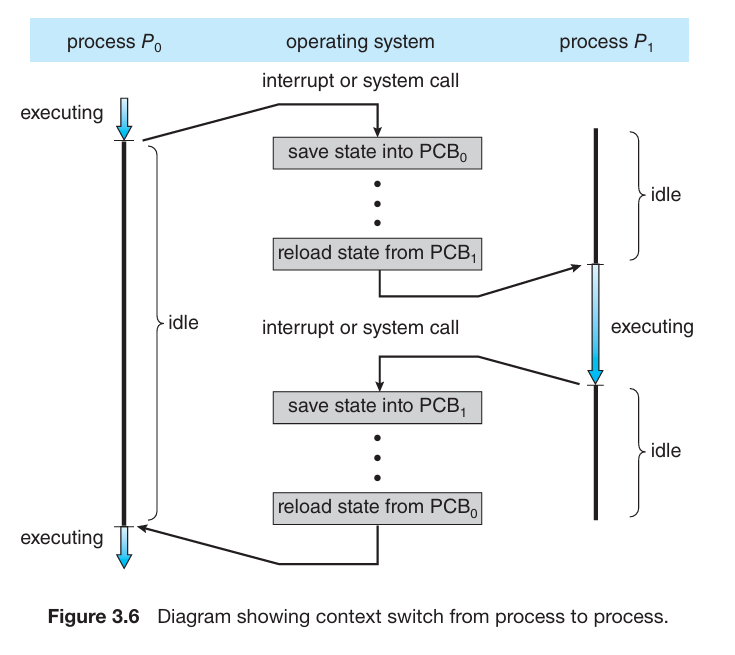 process P0 operating system process P1
interrupt or system call
executing
save state into PCB0
idle
reload state from PCB1
idle
interrupt or system call
executing
save state into PCB1
idle
reload state from PCB0
executing
Figure 3.6 Diagram showing context switch from process to process.